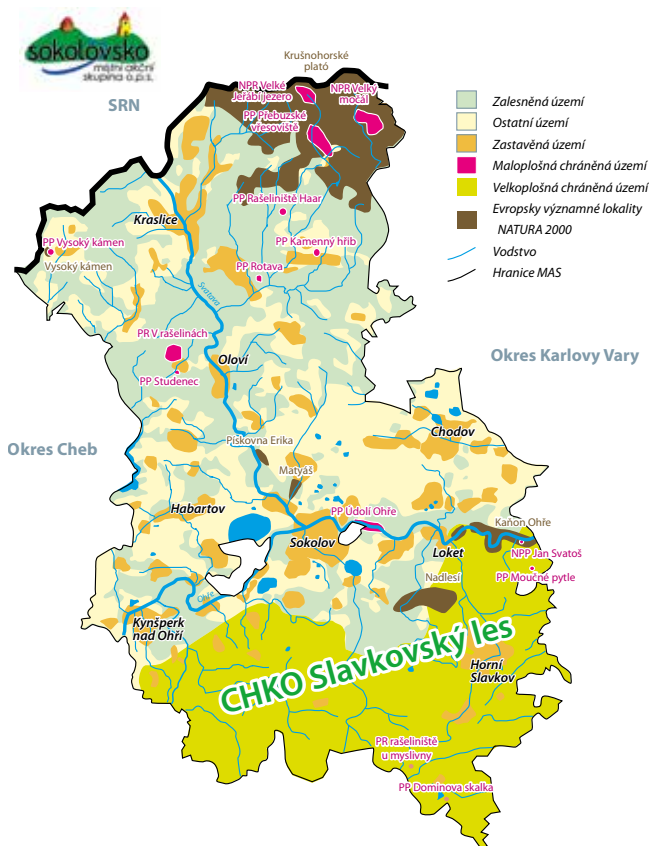 sokolovsko
místní akční
skupina o.p.s.
Krušnohorské
plató
SRN
NPR Velké
Jeřábí jezero
NPR Velký
močál
PP Přebuzské
vřesoviště
Zalesněná území
Ostatní území
Zastavěná území
Maloplošná chráněná území
Velkoplošná chráněná území
Evropsky významné lokality
NATURA 2000
Vodstvo
Hranice MAS
PP Rašeliniště Haar
Kraslice
PP Vysoký kámen
Vysoký kámen
PP Kamenný hřib
PP Rotava
Svatava
PR V rašelinách
Oloví
PP Studenec
Okres Karlovy Vary
Okres Cheb
Chodov
Pískovna Erika
Matyáš
Habartov
PP Údolí Ohře
Kaňon Ohře
Sokolov
Loket
NPP Jan Svatoš
PP Moučné pytle
Nadlesí
Ohře
Kynšperk
nad Ohří
CHKO Slavkovský les
Horní
Slavkov
PR rašeliniště
u myslivny
PP Dominova skalka